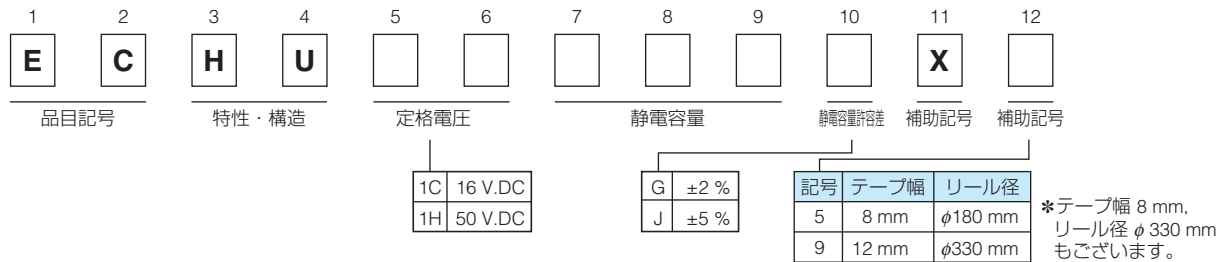 1 2 3 4 5 6 7 8 9 10 11 12
E C H U X
品目記号 特性・構造 定格電圧 静電容量 静電容量許容差 補助記号 補助記号
1C 16 V.DC
1H 50 V.DC
G ±2 %
J ±5 %
記号 テープ幅 リール径
5 8 mm φ180 mm
9 12 mm φ330 mm
＊テープ幅 8 mm,
リール径 φ 330 mm
もございます。